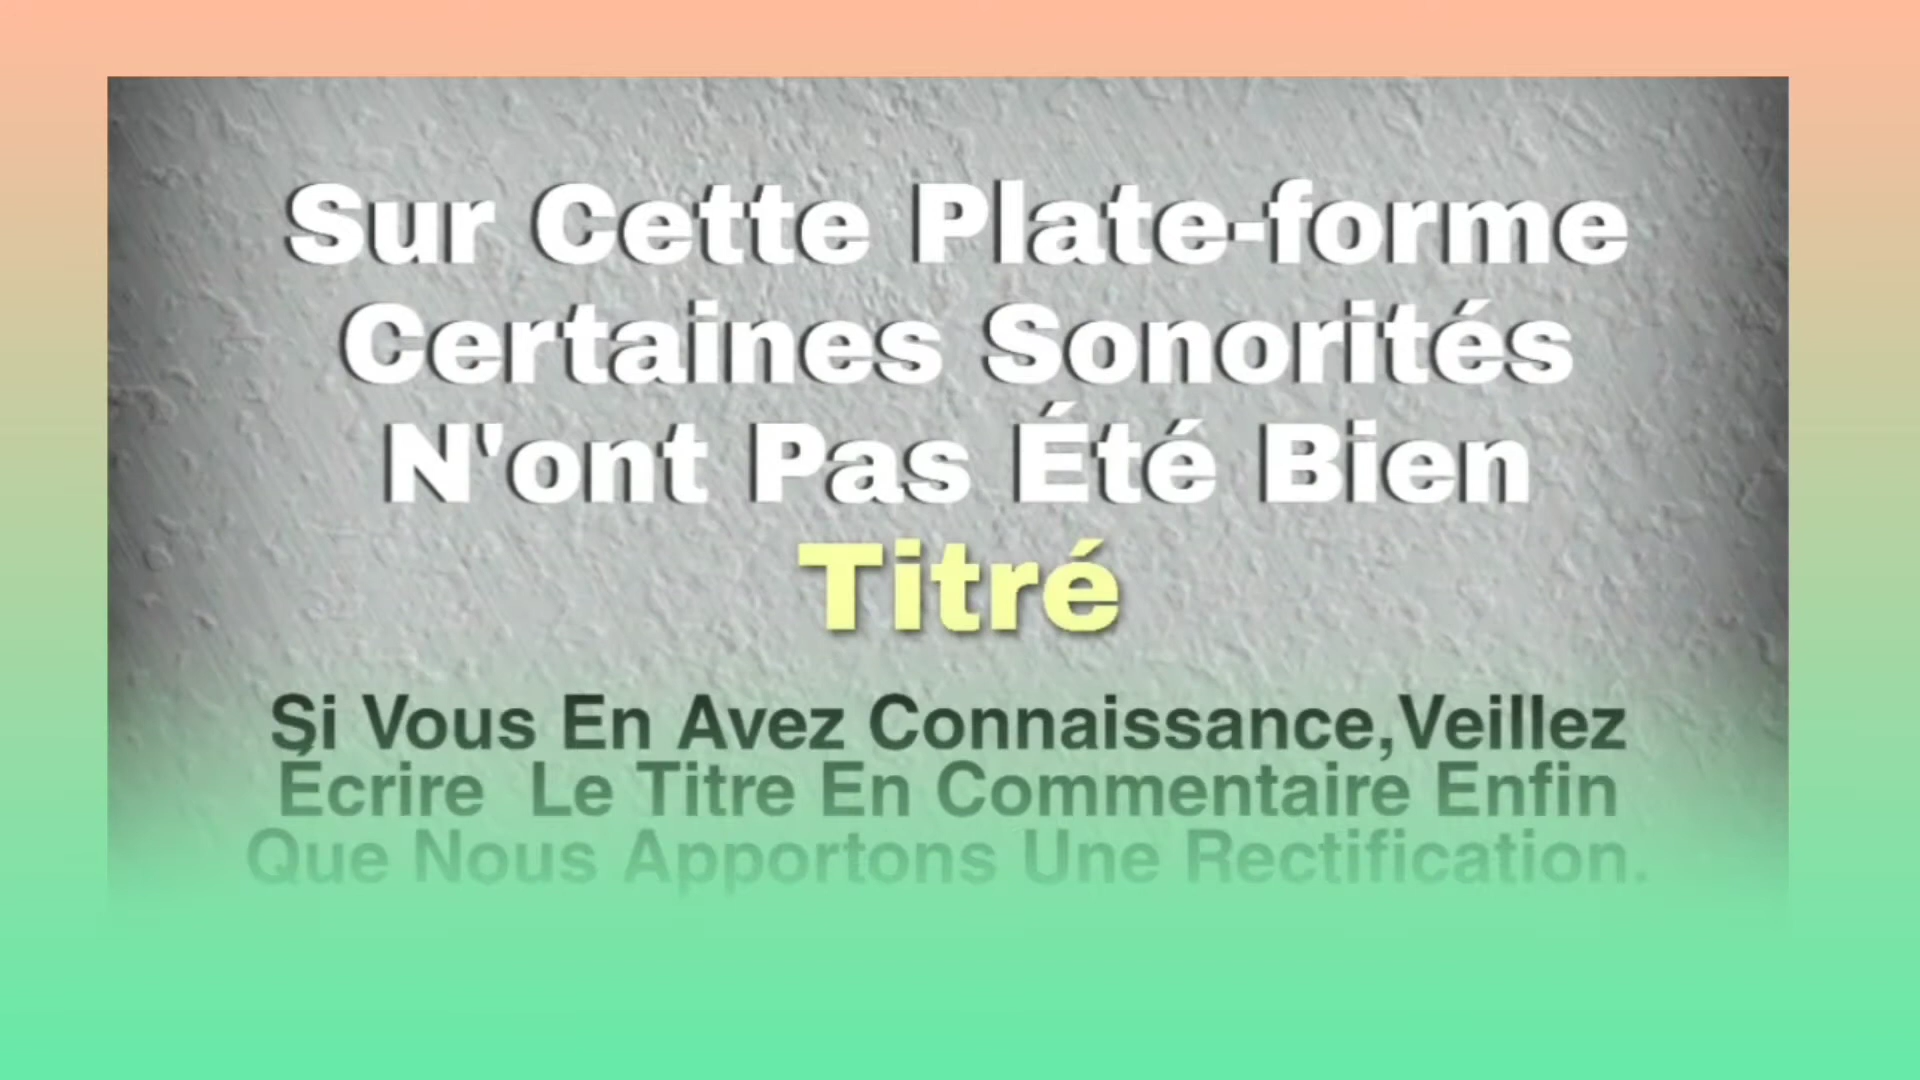 Sur Cette Plate-forme
Certaines Sonorités
N'ont Pas Été Bien
Titré
Si Vous En Avez Connaissance,Veillez
Écrire Le Titre En Commentaire Enfin
Que Nous Apportons Une Rectification.